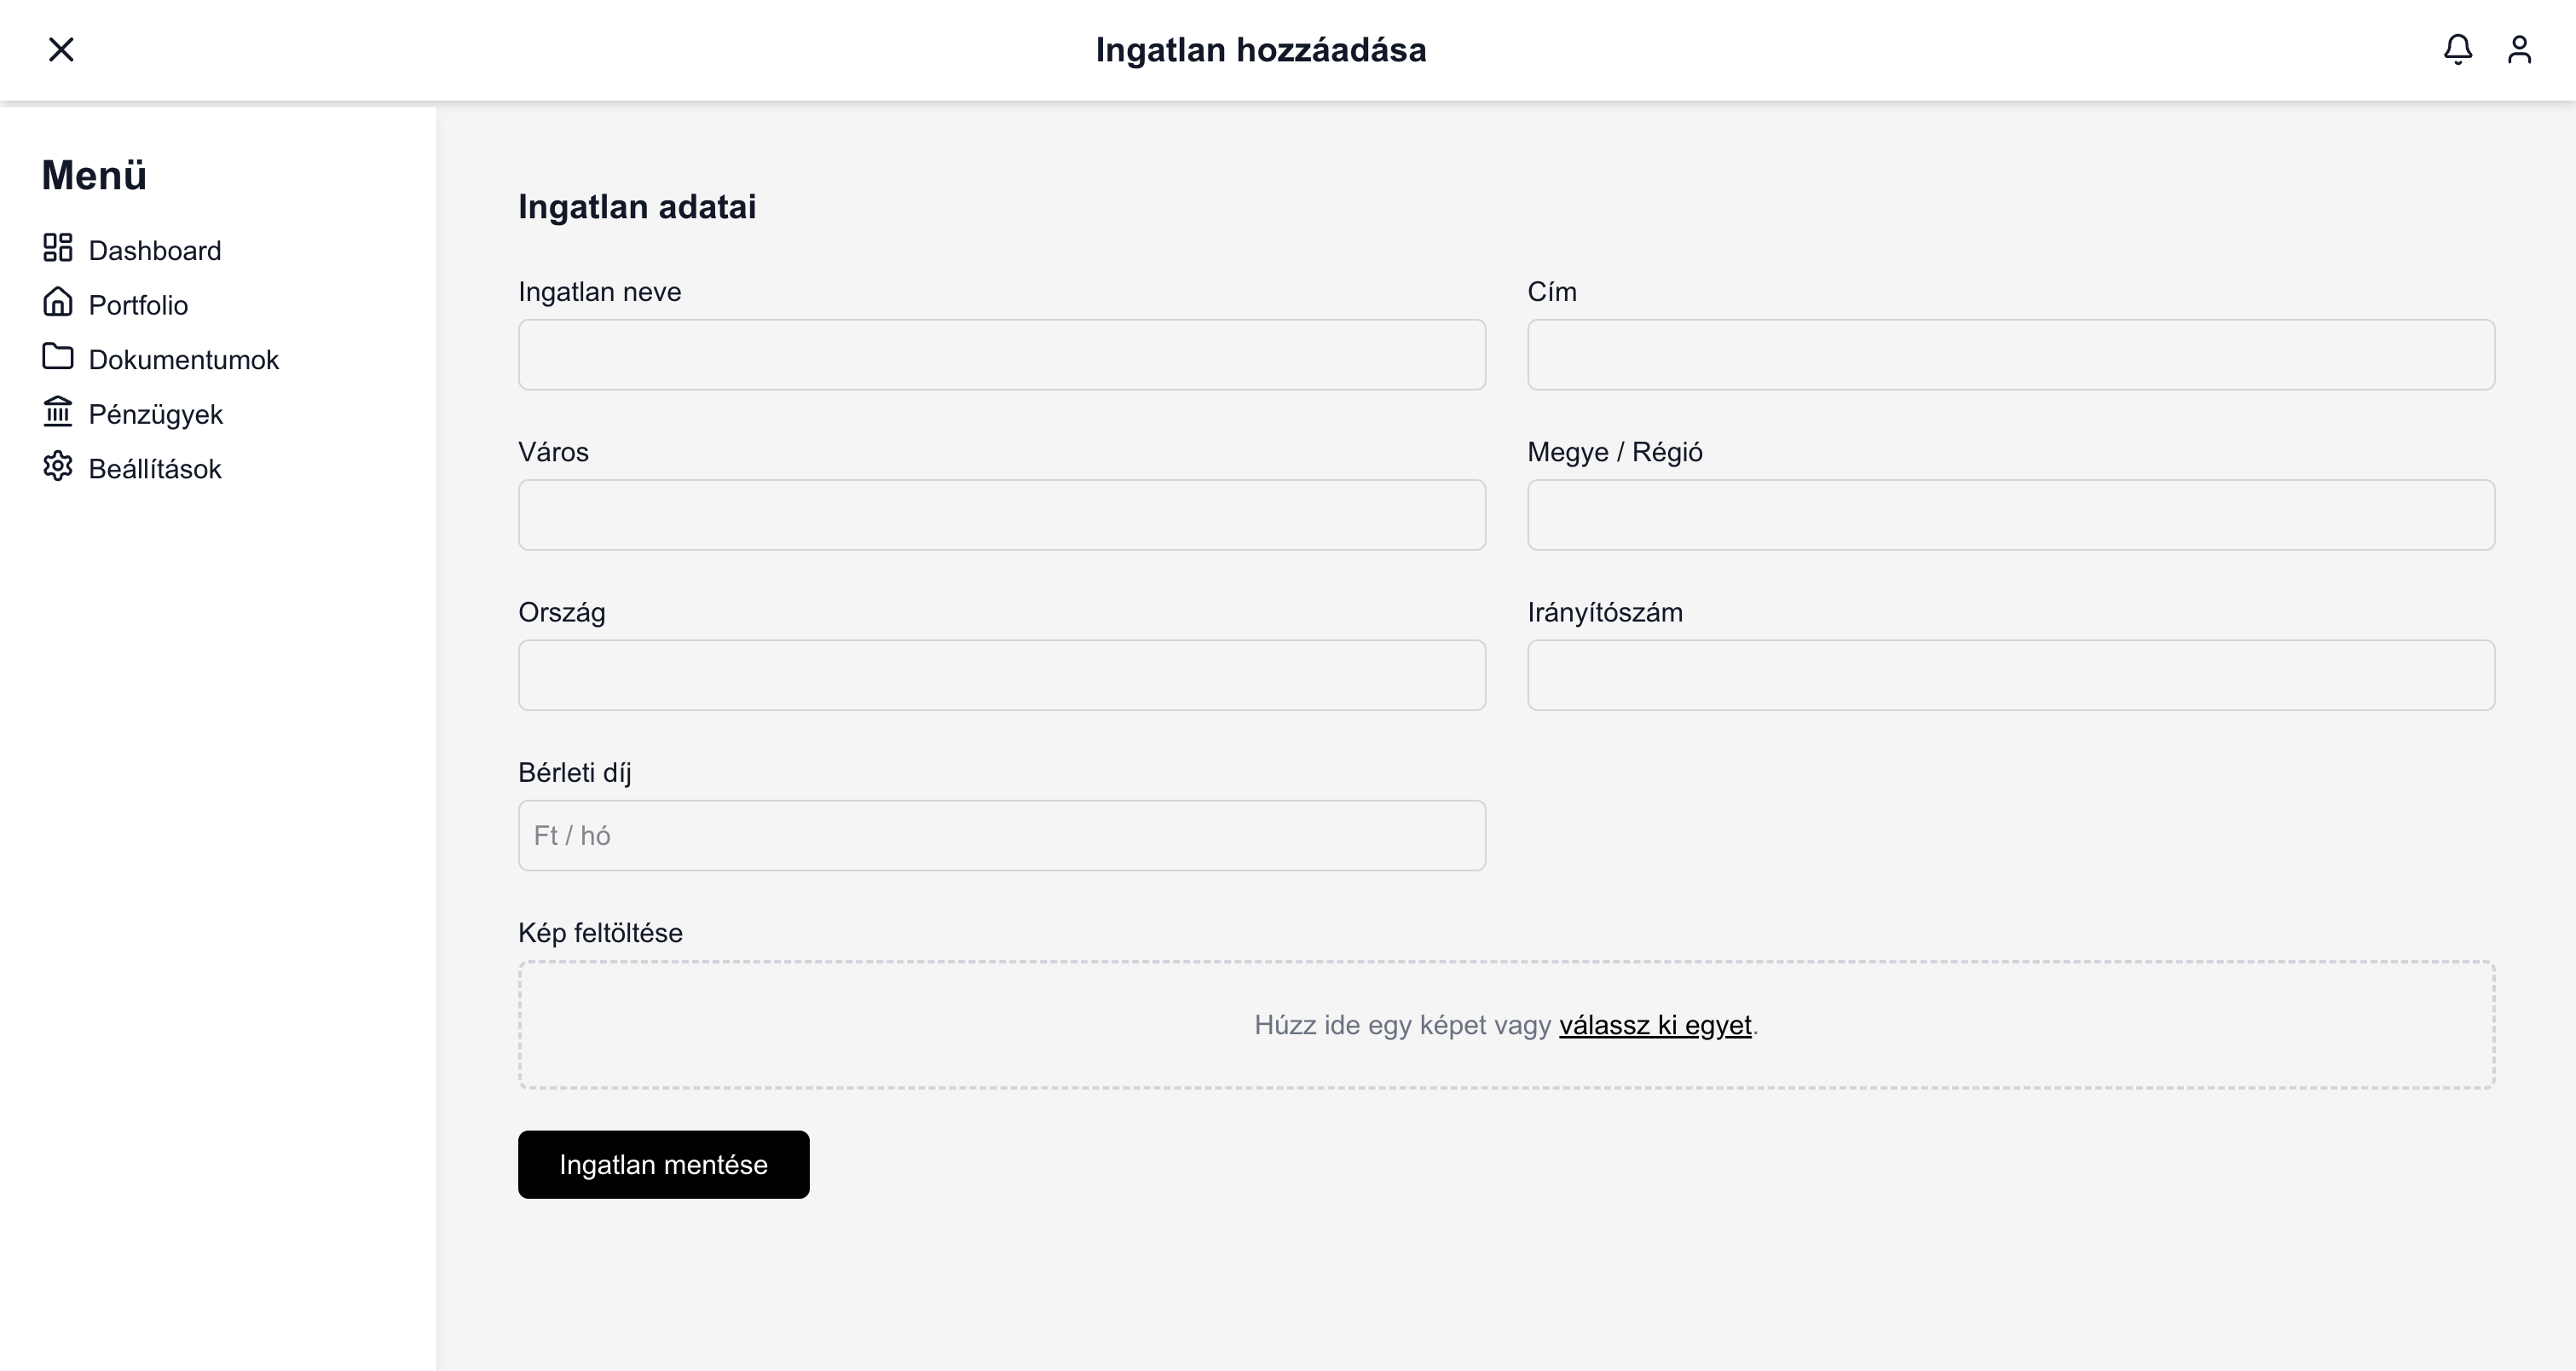 Ingatlan hozzáadása
Menü
Dashboard
Portfolio
Dokumentumok
Pénzügyek
Beállítások
Ingatlan adatai
Ingatlan neve
Cím
Város
Megye / Régió
Ország
Irányítószám
Bérleti díj
Ft / hó
Kép feltöltése
Húzz ide egy képet vagy válassz ki egyet.
Ingatlan mentése